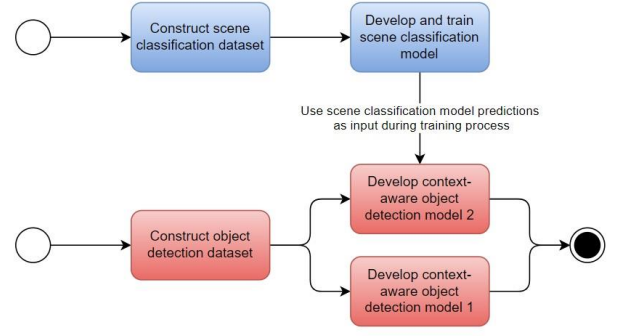 Construct scene
classification dataset
Develop and train
scene classification
model
Use scene classification model predictions
as input during training process
Develop context-
aware object
detection model 2
Construct object
detection dataset
Develop context-
aware object
detection model 1